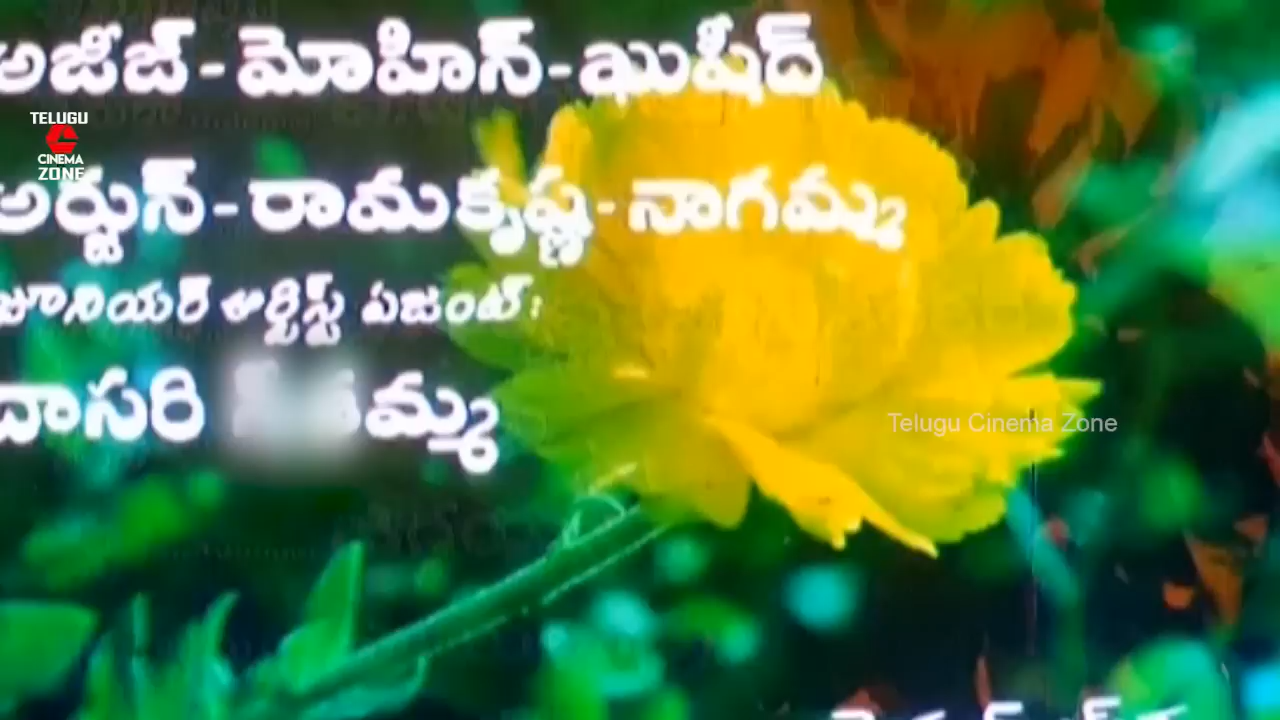 అజీజ్-మోహిన్-ఖుషీద్
TELUGU
CINEMA
ZONE
అర్జున్-రామకృష్ణ-నాగమ్మ
జూనియర్ ఆర్టిస్ట్ ఏజంట్:
దాసరి
Telugu Cinema Zone